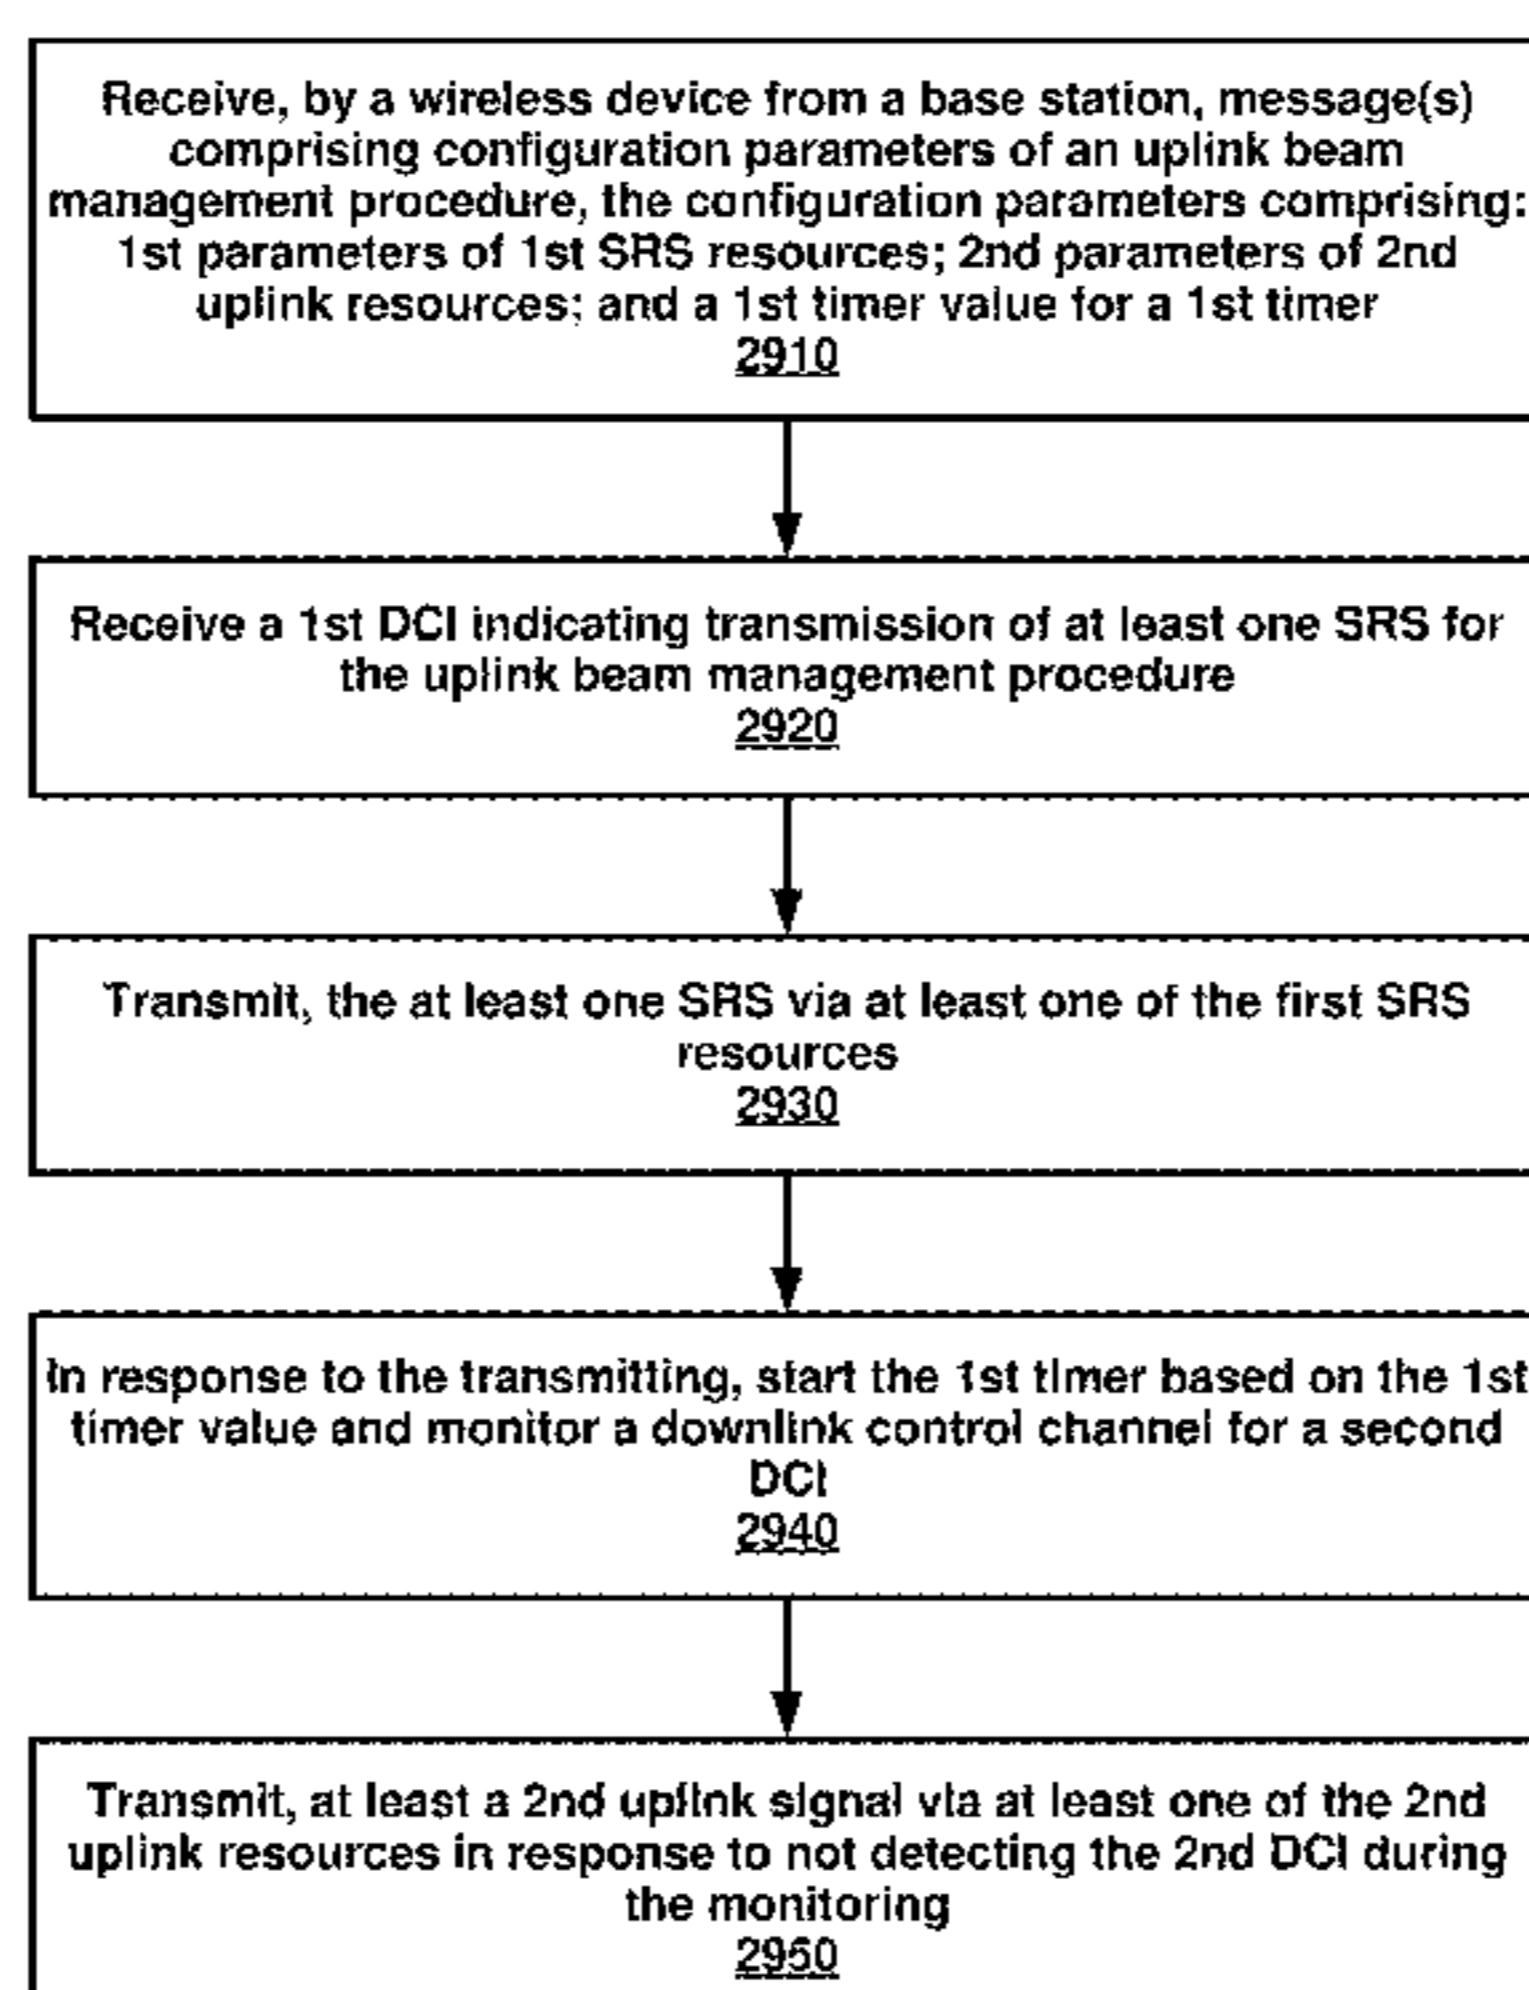 Receive, by a wireless device from a base station, message(s)
comprising configuration parameters of an uplink beam
management procedure, the configuration parameters comprising:
1st parameters of 1st SRS resources; 2nd parameters of 2nd
uplink resources; and a 1st timer value for a 1st timer
2910
Receive a 1st DCI indicating transmission of at least one SRS for
the uplink beam management procedure
2920
Transmit, the at least one SRS via at least one of the first SRS
resources
2930
In response to the transmitting, start the 1st timer based on the 1st
timer value and monitor a downlink control channel for a second
DCI
2940
Transmit, at least a 2nd uplink signal via at least one of the 2nd
uplink resources in response to not detecting the 2nd DCI during
the monitoring
2950